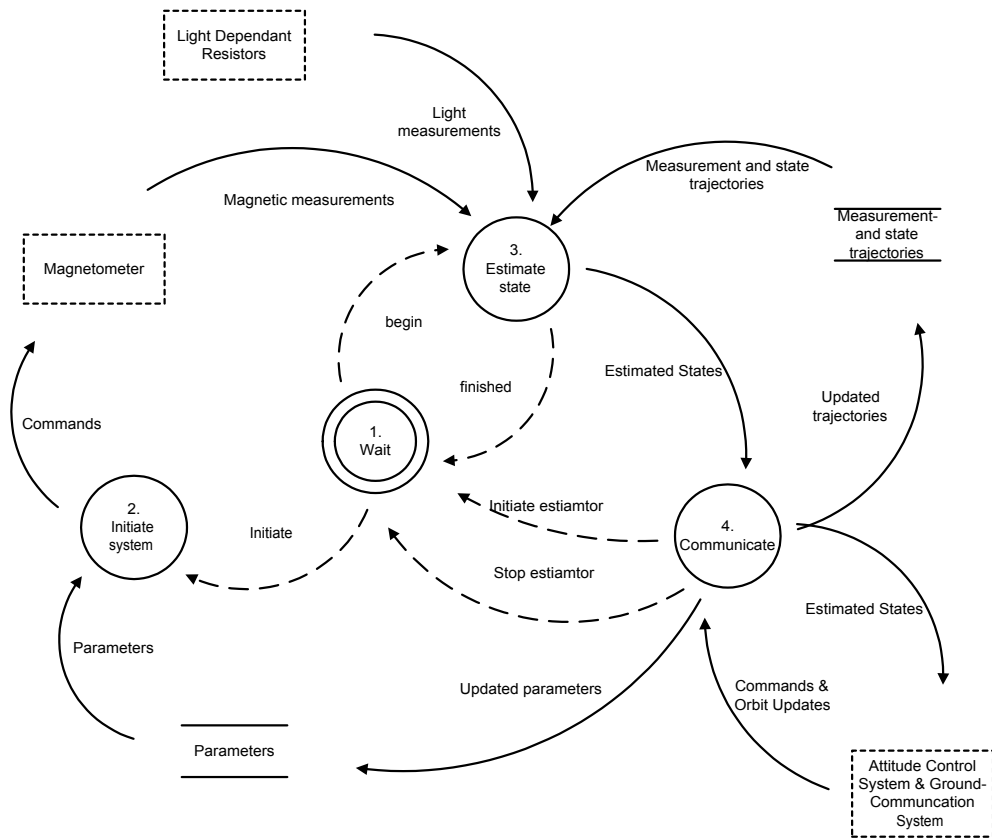 Light Dependant
Resistors
Light
measurements
Measurement and state
trajectories
Magnetic measurements
Measurement-
and state
trajectories
3.
Estimate
state
Magnetometer
begin
Estimated States
finished
Updated
trajectories
Commands
1.
Wait
2.
Initiate
system
Initiate
Initiate estiamtor
4.
Communicate
Stop estiamtor
Estimated States
Parameters
Updated parameters
Commands &
Orbit Updates
Parameters
Attitude Control
System & Ground-
Communcation
System